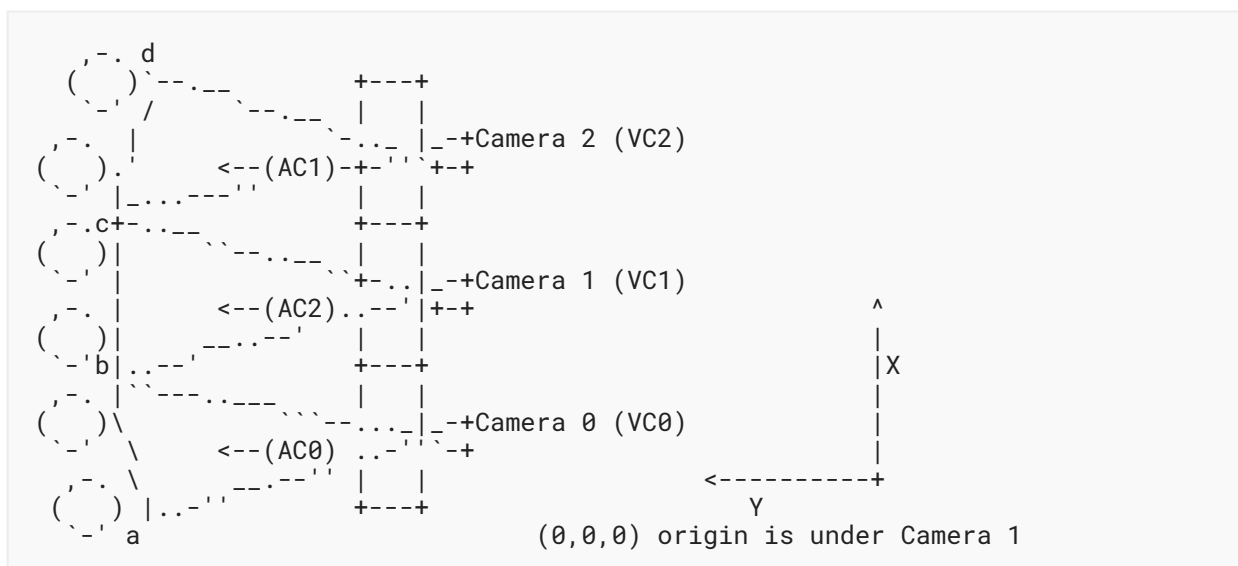 d
Camera 2 (VC2)
<--(AC1)
c
Camera 1 (VC1)
<--(AC2)
b
X
Camera 0 (VC0)
<--(AC0)
Y
a
(0,0,0) origin is under Camera 1